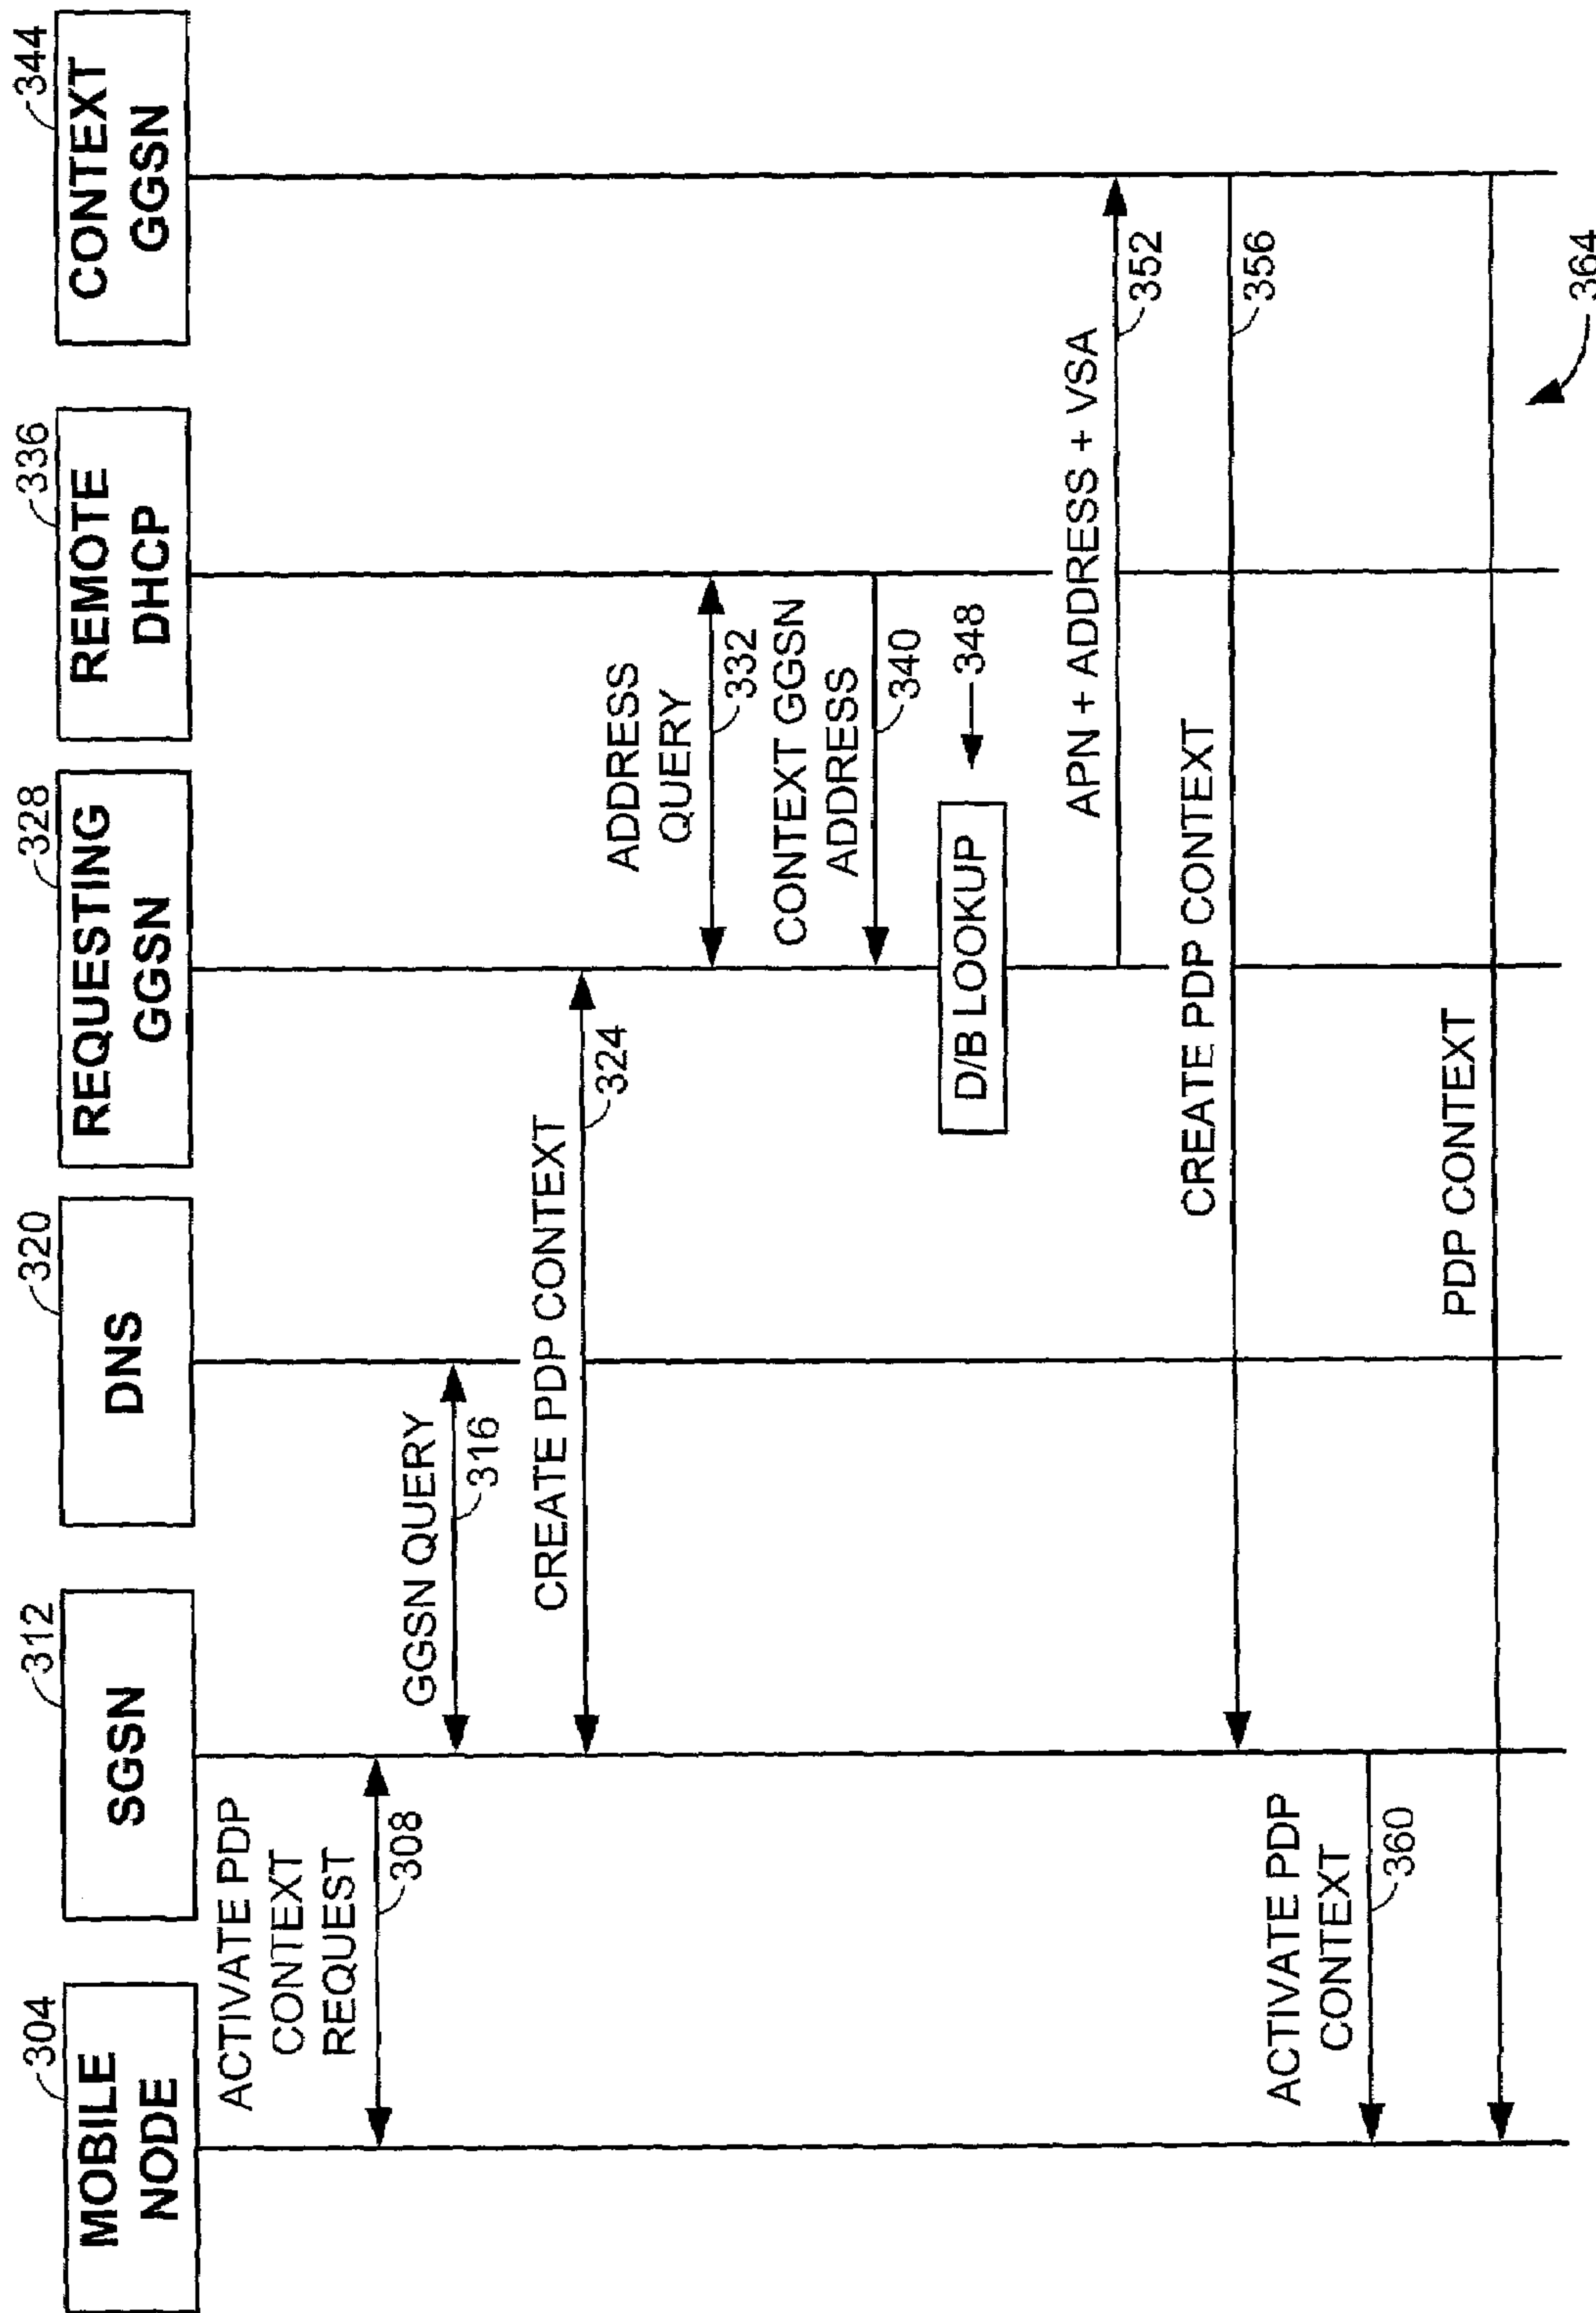 304
MOBILE
NODE
312
SGSN
320
DNS
328
REQUESTING
GGSN
336
REMOTE
DHCP
344
CONTEXT
GGSN
ACTIVATE PDP
CONTEXT
REQUEST
308
GGSN QUERY
316
CREATE PDP CONTEXT
324
ADDRESS
QUERY
332
CONTEXT GGSN
ADDRESS
340
D/B LOOKUP
348
APN + ADDRESS + VSA
352
CREATE PDP CONTEXT
356
ACTIVATE PDP
CONTEXT
360
PDP CONTEXT
364